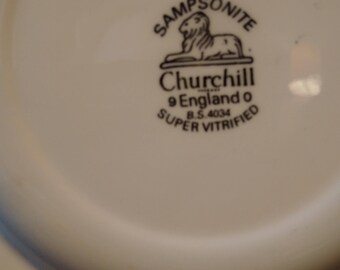 SAMPSONITE
Churchill
9 England 0
B.S.4034
SUPER VITRIFIED